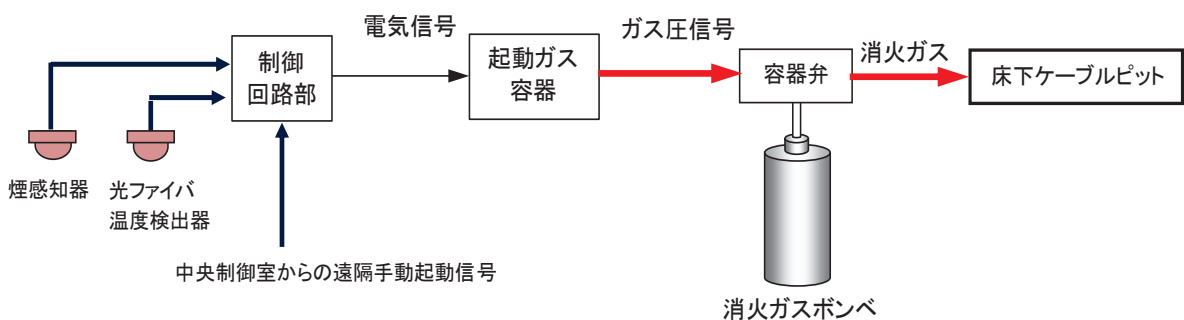 電気信号
ガス圧信号
消火ガス
制御
回路部
起動ガス
容器
容器弁
床下ケーブルピット
煙感知器
光ファイバ
温度検出器
中央制御室からの遠隔手動起動信号
消火ガスボンベ